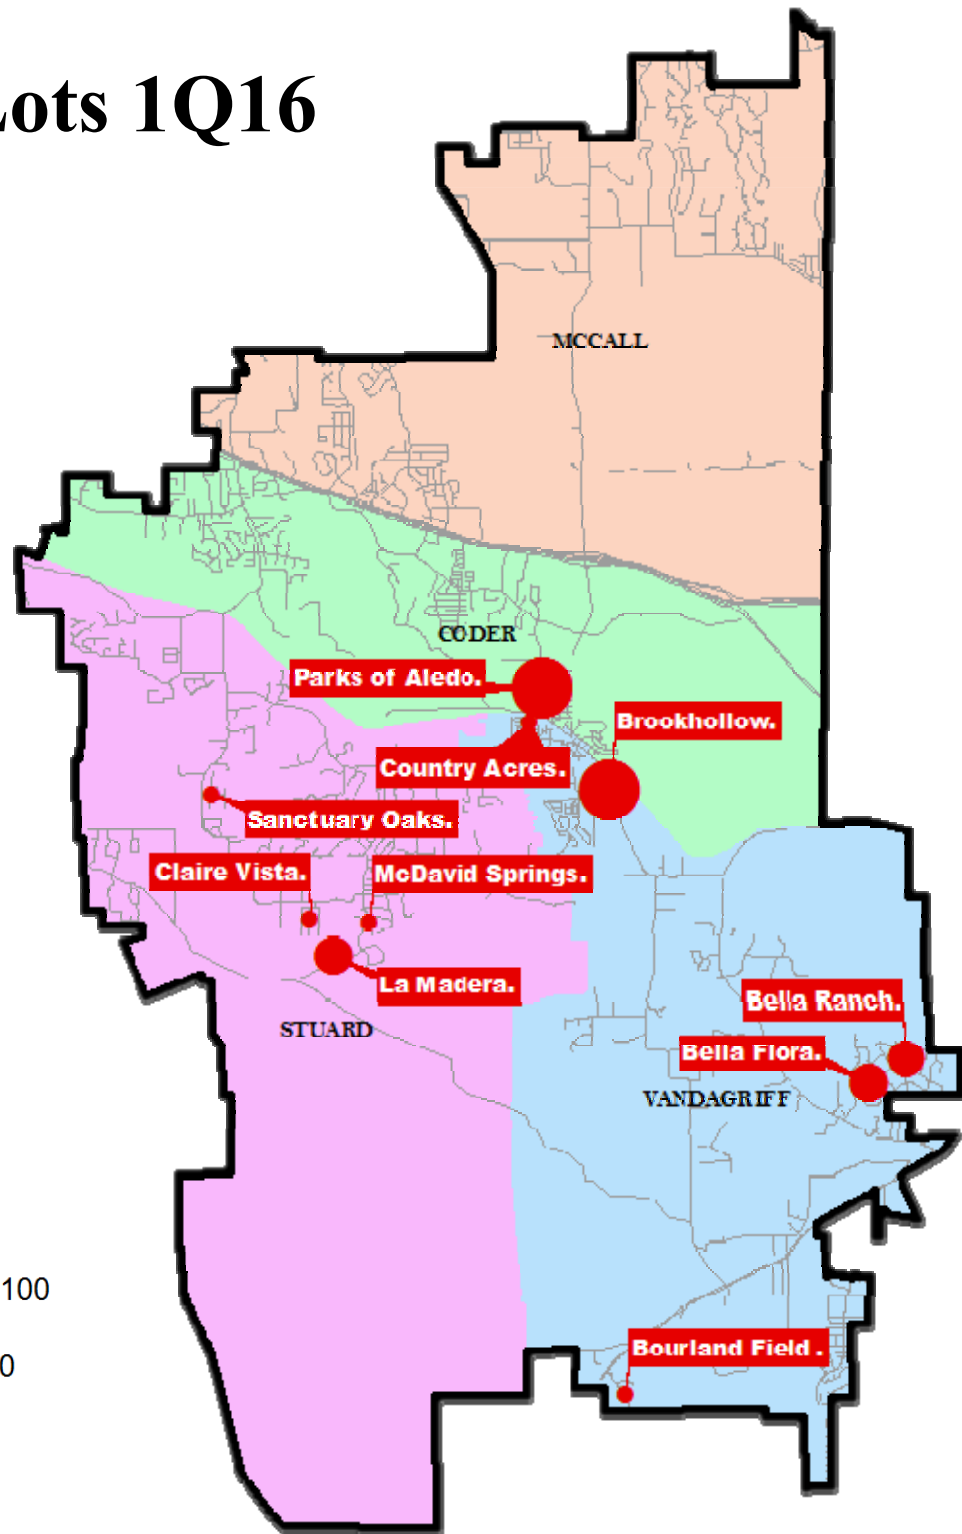 Lots 1Q16
MCCALL
CODER
Parks of Aledo.
Brookhollow.
Country Acres.
Sanctuary Oaks.
Claire Vista.
McDavid Springs.
La Madera.
Bella Ranch.
STUARD
Bella Flora.
VANDAGRIFF
100
0
Bourland Field .